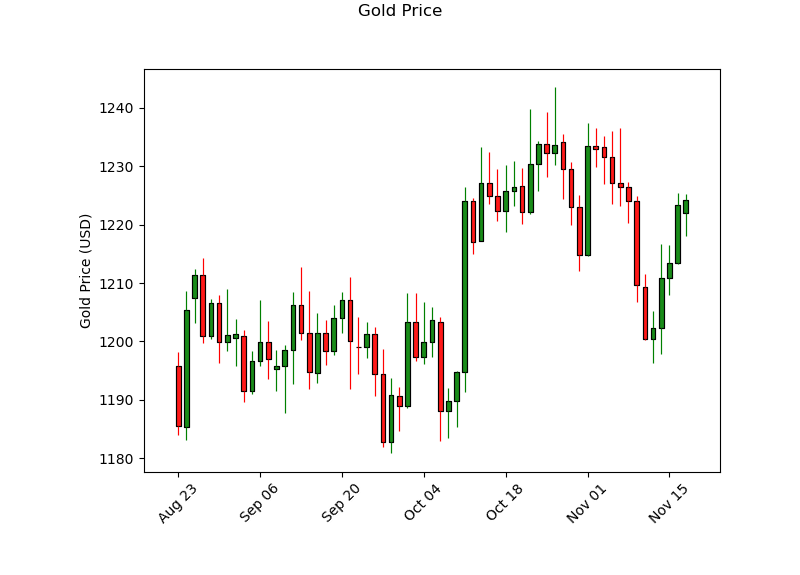 Gold Price
Gold Price (USD)
1240
1230
1220
1210
1200
1190
1180
Aug 23
Sep 06
Sep 20
Oct 04
Oct 18
Nov 01
Nov 15